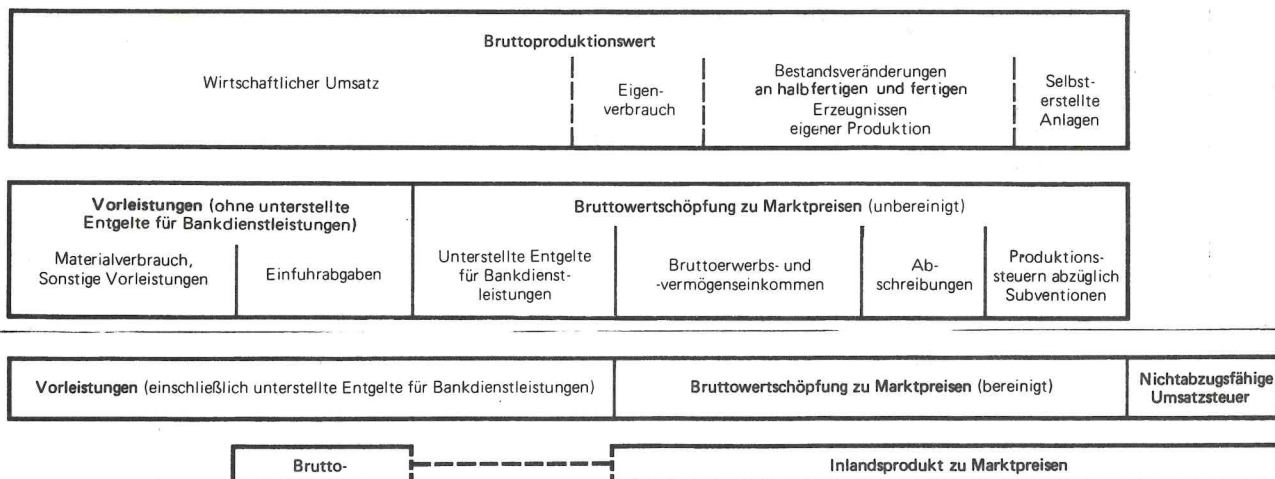 Bruttoproduktionswert
Wirtschaftlicher Umsatz
Eigen-
verbrauch
Bestandsveränderungen
an halbfertigen und fertigen
Erzeugnissen
eigener Produktion
Selbst-
erstellte
Anlagen
Vorleistungen (ohne unterstellte
Entgelte für Bankdienstleistungen)
Bruttowertschöpfung zu Marktpreisen (unbereinigt)
Materialverbrauch,
Sonstige Vorleistungen
Einfuhrabgaben
Unterstellte Entgelte
für Bankdienst-
leistungen
Bruttoerwerbs- und
-vermögenseinkommen
Ab-
schreibungen
Produktions-
steuern abzüglich
Subventionen
Vorleistungen (einschließlich unterstellte Entgelte für Bankdienstleistungen)
Bruttowertschöpfung zu Marktpreisen (bereinigt)
Nichtabzugsfähige
Umsatzsteuer
Brutto-
Inlandsprodukt zu Marktpreisen